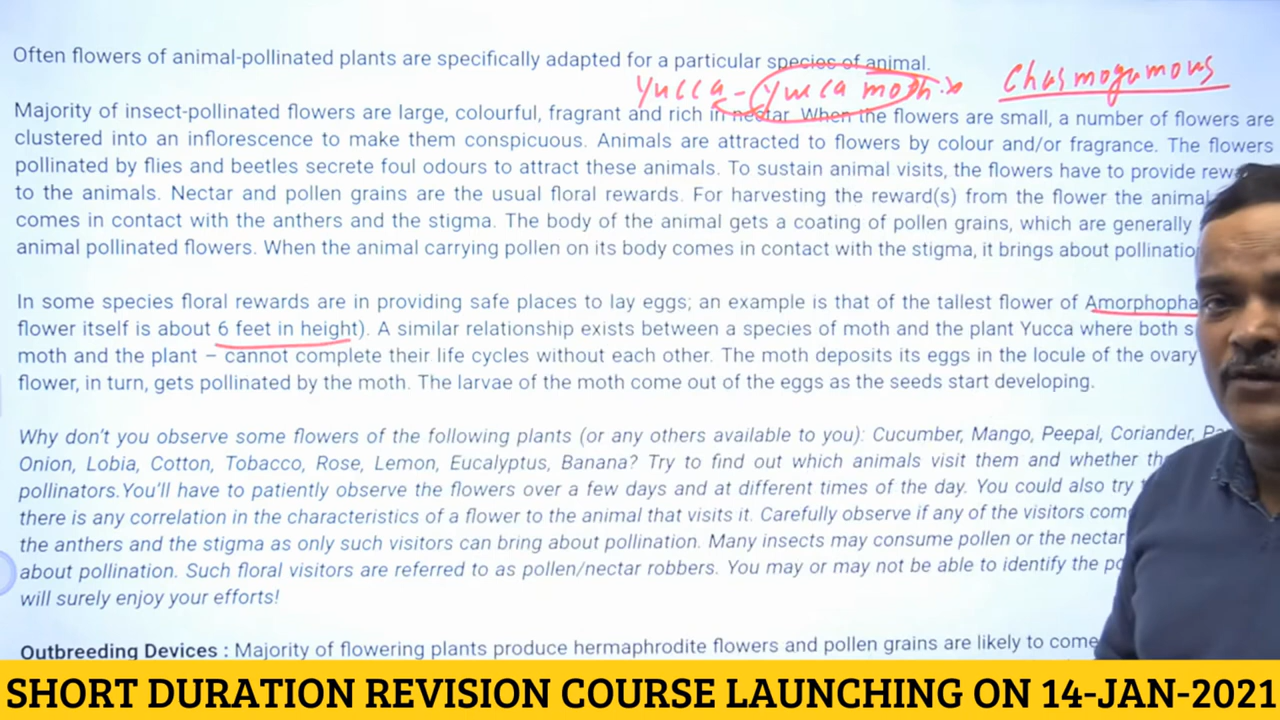 Often flowers of animal-pollinated plants are specifically adapted for a particular species of animal.
Yucca - Yucca moth Chasmogamous
Majority of insect-pollinated flowers are large, colourful, fragrant and rich in nectar. When the flowers are small, a number of flowers are
clustered into an inflorescence to make them conspicuous. Animals are attracted to flowers by colour and/or fragrance. The flowers
pollinated by flies and beetles secrete foul odours to attract these animals. To sustain animal visits, the flowers have to provide
to the animals. Nectar and pollen grains are the usual floral rewards. For harvesting the reward(s) from the flower the animal
comes in contact with the anthers and the stigma. The body of the animal gets a coating of pollen grains, which are generally
animal pollinated flowers. When the animal carrying pollen on its body comes in contact with the stigma, it brings about pollinatio
In some species floral rewards are in providing safe places to lay eggs; an example is that of the tallest flower of Amorphopha
flower itself is about 6 feet in height). A similar relationship exists between a species of moth and the plant Yucca where both s
moth and the plant – cannot complete their life cycles without each other. The moth deposits its eggs in the locule of the ovary
flower, in turn, gets pollinated by the moth. The larvae of the moth come out of the eggs as the seeds start developing.
Why don't you observe some flowers of the following plants (or any others available to you): Cucumber, Mango, Peepal, Coriander,
Onion, Lobia, Cotton, Tobacco, Rose, Lemon, Eucalyptus, Banana? Try to find out which animals visit them and whether
pollinators.You'll have to patiently observe the flowers over a few days and at different times of the day. You could also try
there is any correlation in the characteristics of a flower to the animal that visits it. Carefully observe if any of the visitors com
the anthers and the stigma as only such visitors can bring about pollination. Many insects may consume pollen or the nectar
about pollination. Such floral visitors are referred to as pollen/nectar robbers. You may or may not be able to identify the
will surely enjoy your efforts!
Outbreeding Devices : Majority of flowering plants produce hermaphrodite flowers and pollen grains are likely to come
SHORT DURATION REVISION COURSE LAUNCHING ON 14-JAN-2021